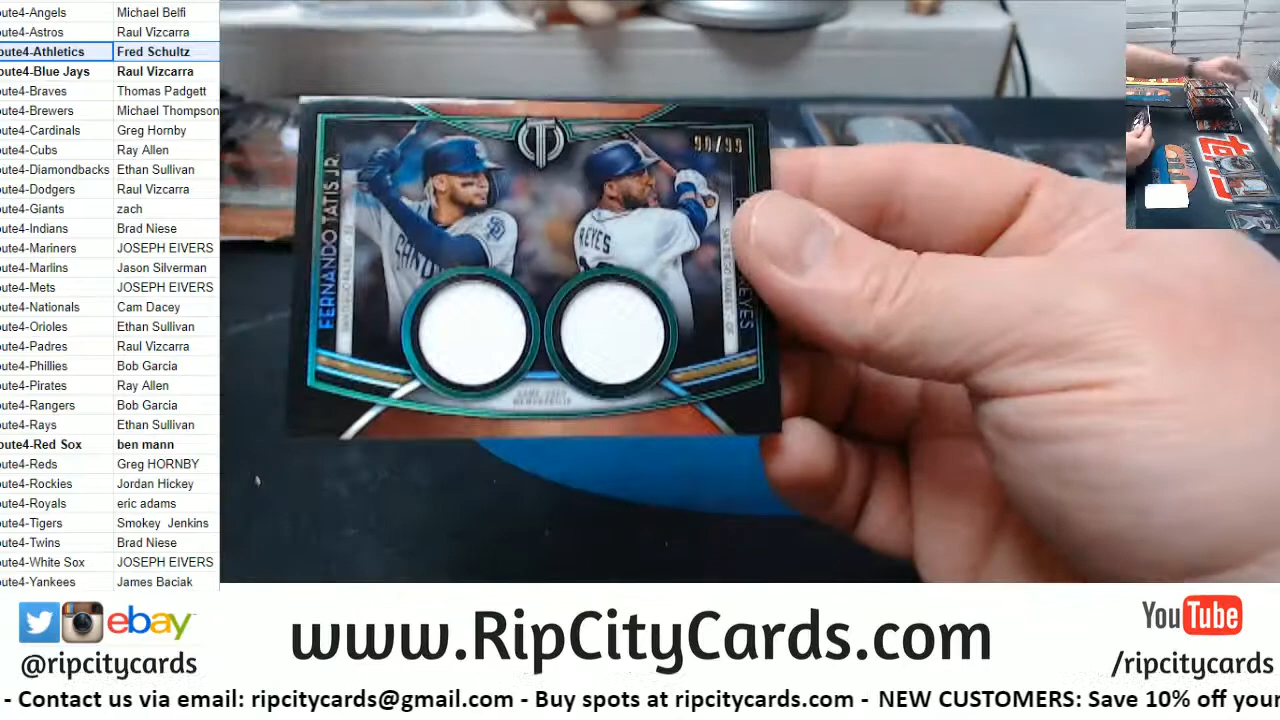 oute4-Angels Michael Belfi
oute4-Astros Raul Vizcarra
oute4-Athletics Fred Schultz
oute4-Blue Jays Raul Vizcarra
oute4-Braves Thomas Padgett
oute4-Brewers Michael Thompson
oute4-Cardinals Greg Hornby
oute4-Cubs Ray Allen
oute4-Diamondbacks Ethan Sullivan
oute4-Dodgers Raul Vizcarra
oute4-Giants zach
oute4-Indians Brad Niese
oute4-Mariners JOSEPH EIVERS
oute4-Marlins Jason Silverman
oute4-Mets JOSEPH EIVERS
oute4-Nationals Cam Dacey
oute4-Orioles Ethan Sullivan
oute4-Padres Raul Vizcarra
oute4-Phillies Bob Garcia
oute4-Pirates Ray Allen
oute4-Rangers Bob Garcia
oute4-Rays Ethan Sullivan
oute4-Red Sox ben mann
oute4-Reds Greg HORNBY
oute4-Rockies Jordan Hickey
oute4-Royals eric adams
oute4-Tigers Smokey Jenkins
oute4-Twins Brad Niese
oute4-White Sox JOSEPH EIVERS
oute4-Yankees James Baciak
FERNANDO TATIS JR.
REYES
REYES
ebay
@ripcitycards
www.RipCityCards.com
YouTube
/ripcitycards
- Contact us via email: ripcitycards@gmail.com - Buy spots at ripcitycards.com - NEW CUSTOMERS: Save 10% off your